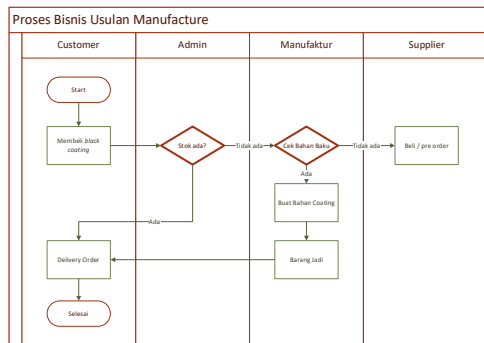 Proses Bisnis Usulan Manufacture
Customer
Admin
Manufaktur
Supplier
Start
Membeli black
coating
Stok ada?
Tidak ada
Cek Bahan Baku
Tidak ada
Beli / pre order
Ada
Buat Bahan Coating
Ada
Delivery Order
Barang Jadi
Selesai